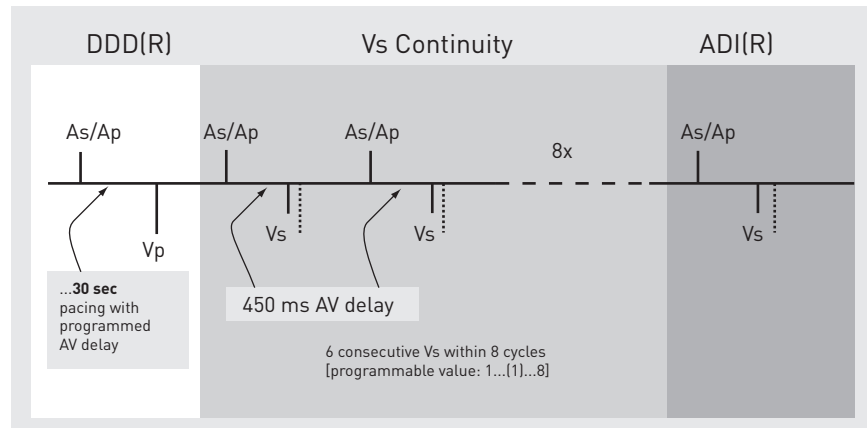 DDD(R)
Vs Continuity
ADI(R)
As/Ap
As/Ap
As/Ap
8x
As/Ap
Vp
Vs
Vs
Vs
...30 sec
pacing with
programmed
AV delay
450 ms AV delay
6 consecutive Vs within 8 cycles
[programmable value: 1...(1)...8]